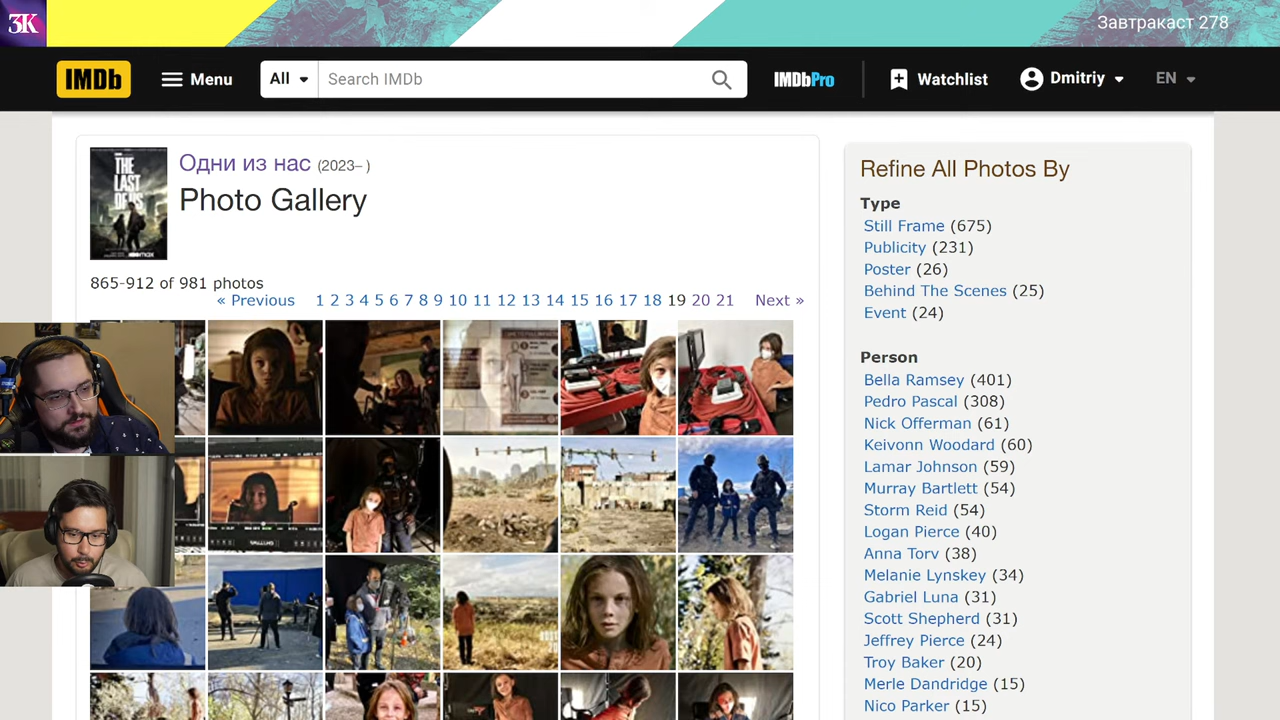 ЗК
Завтракаст 278
IMDb
Menu
All
Search IMDb
IMDbPro
Watchlist
Dmitriy
EN
THE
LAST
OF US
Одни из нас (2023– )
Photo Gallery
865-912 of 981 photos
« Previous 1 2 3 4 5 6 7 8 9 10 11 12 13 14 15 16 17 18 19 20 21 Next »
Refine All Photos By
Type
Still Frame (675)
Publicity (231)
Poster (26)
Behind The Scenes (25)
Event (24)
Person
Bella Ramsey (401)
Pedro Pascal (308)
Nick Offerman (61)
Keivonn Woodard (60)
Lamar Johnson (59)
Murray Bartlett (54)
Storm Reid (54)
Logan Pierce (40)
Anna Torv (38)
Melanie Lynskey (34)
Gabriel Luna (31)
Scott Shepherd (31)
Jeffrey Pierce (24)
Troy Baker (20)
Merle Dandridge (15)
Nico Parker (15)